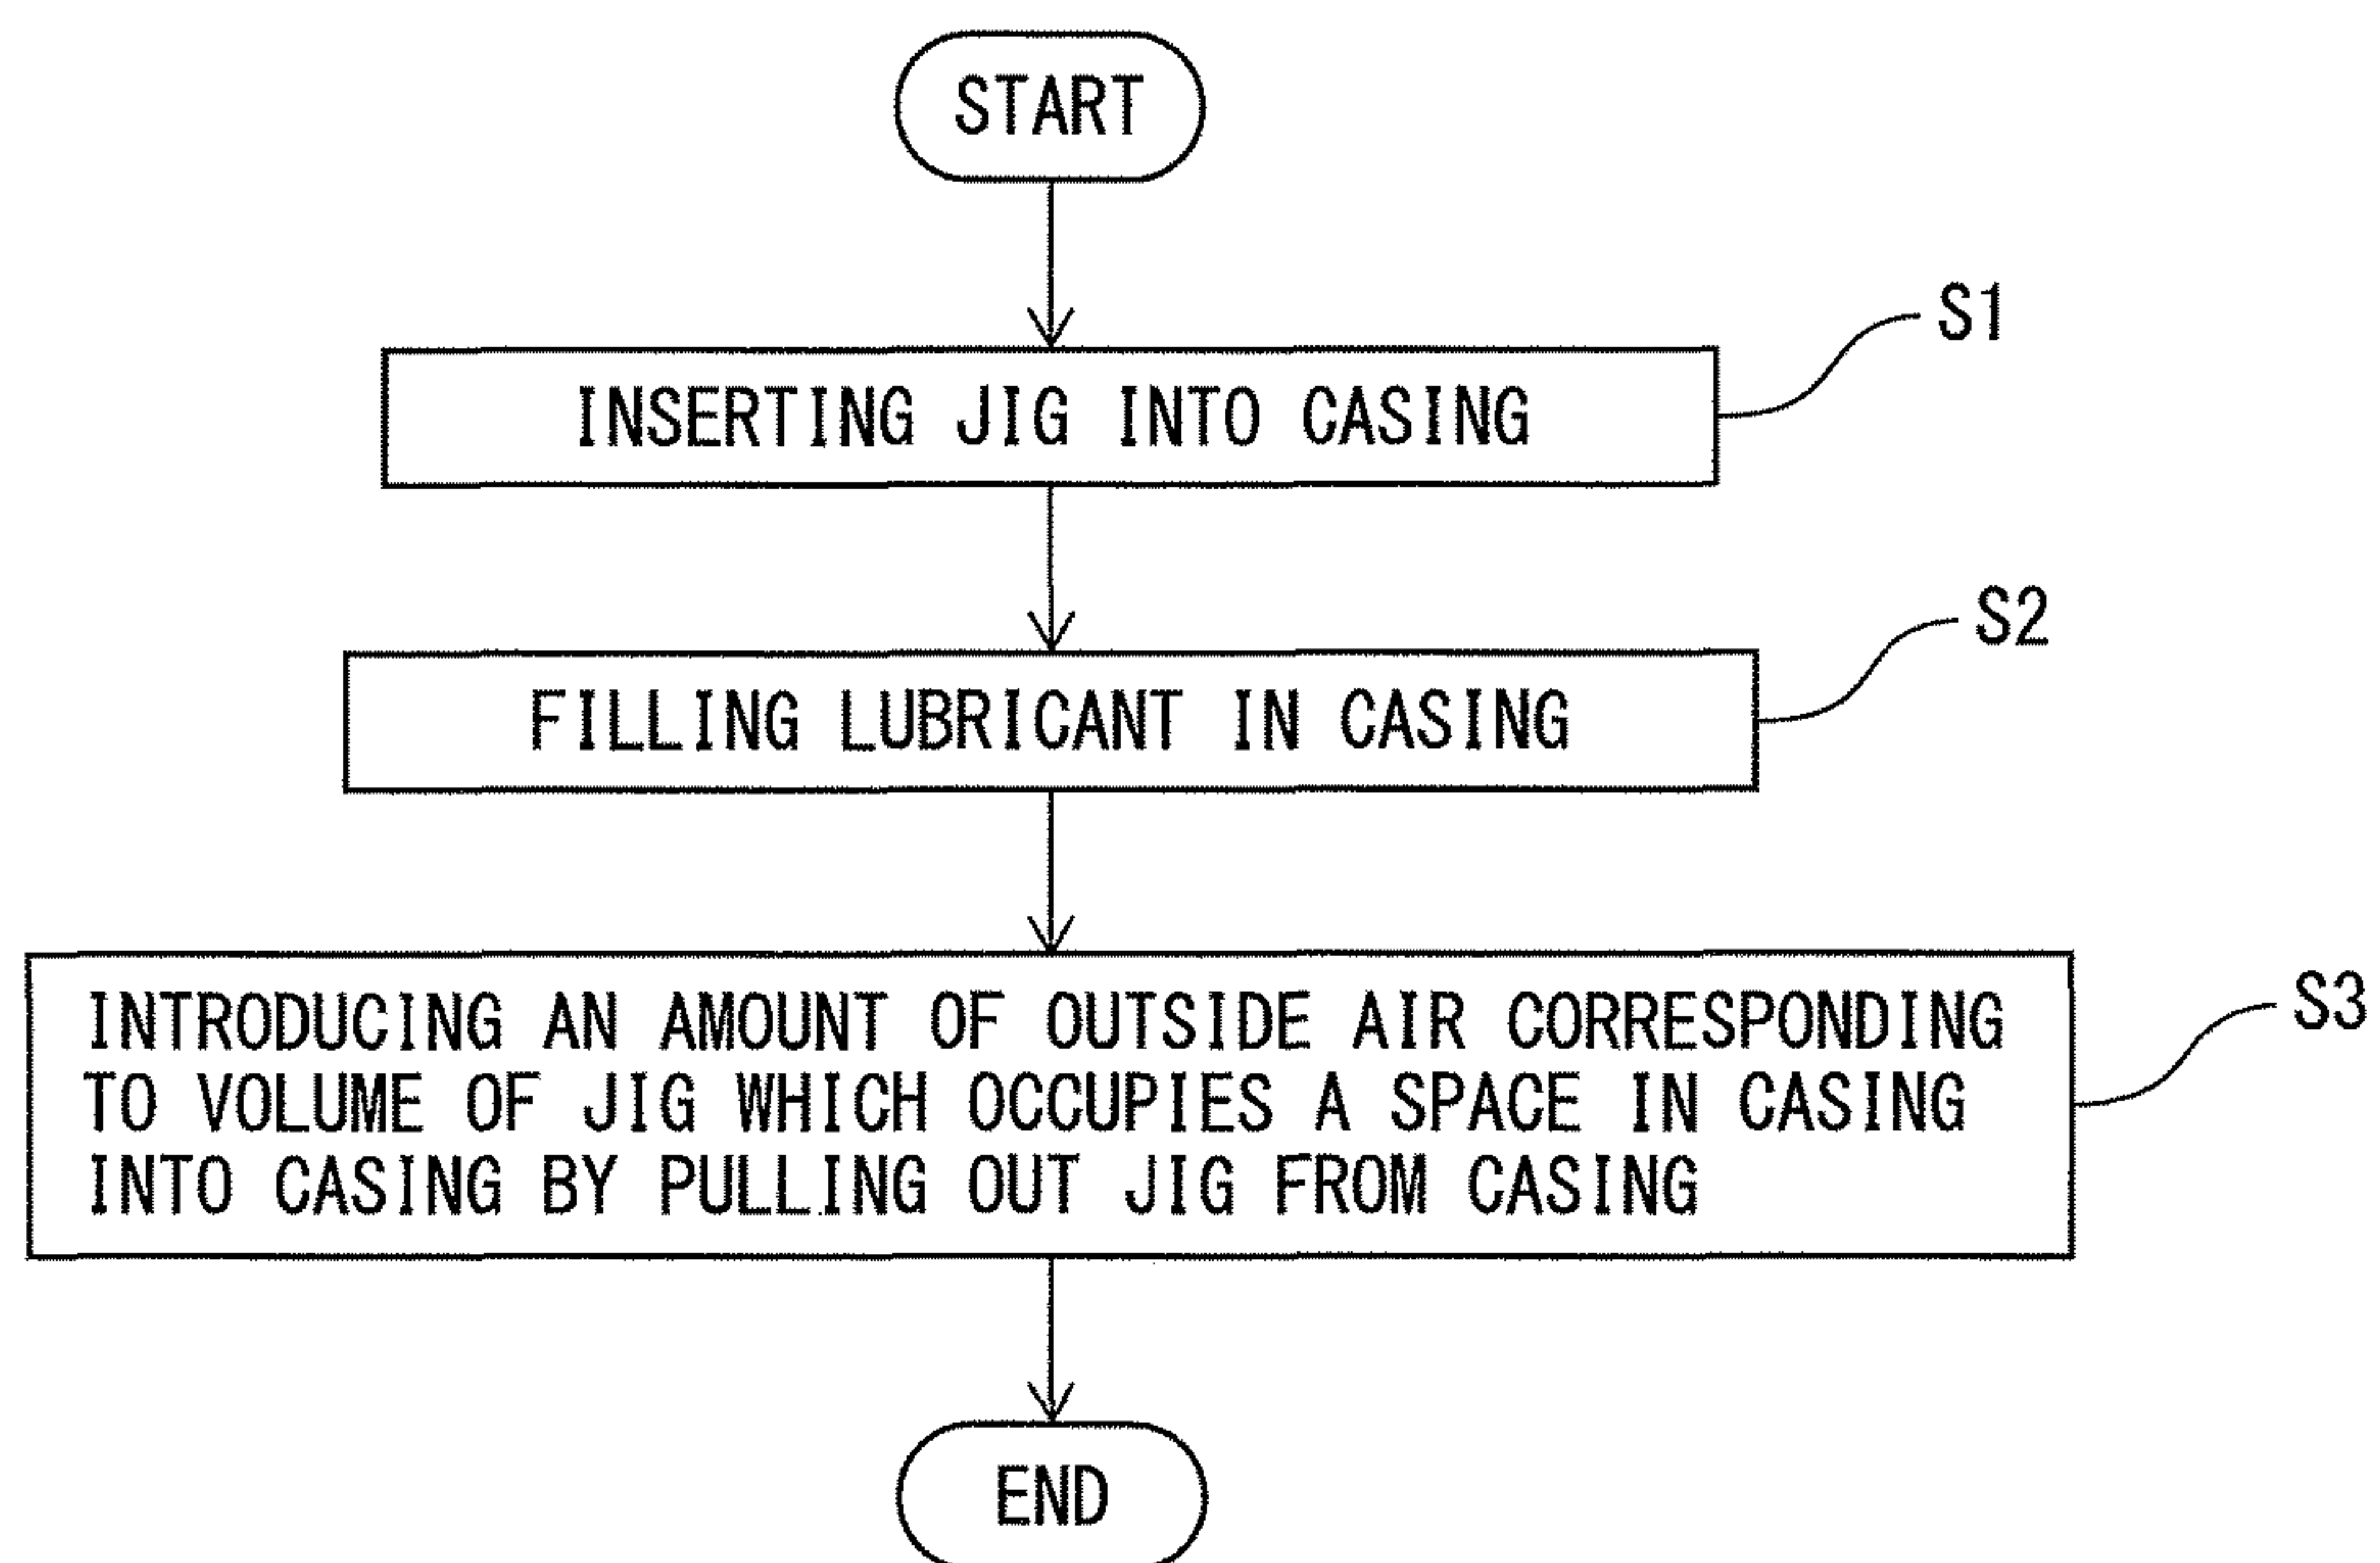 START
S1
INSERTING JIG INTO CASING
S2
FILLING LUBRICANT IN CASING
S3
INTRODUCING AN AMOUNT OF OUTSIDE AIR CORRESPONDING
TO VOLUME OF JIG WHICH OCCUPIES A SPACE IN CASING
INTO CASING BY PULLING OUT JIG FROM CASING
END